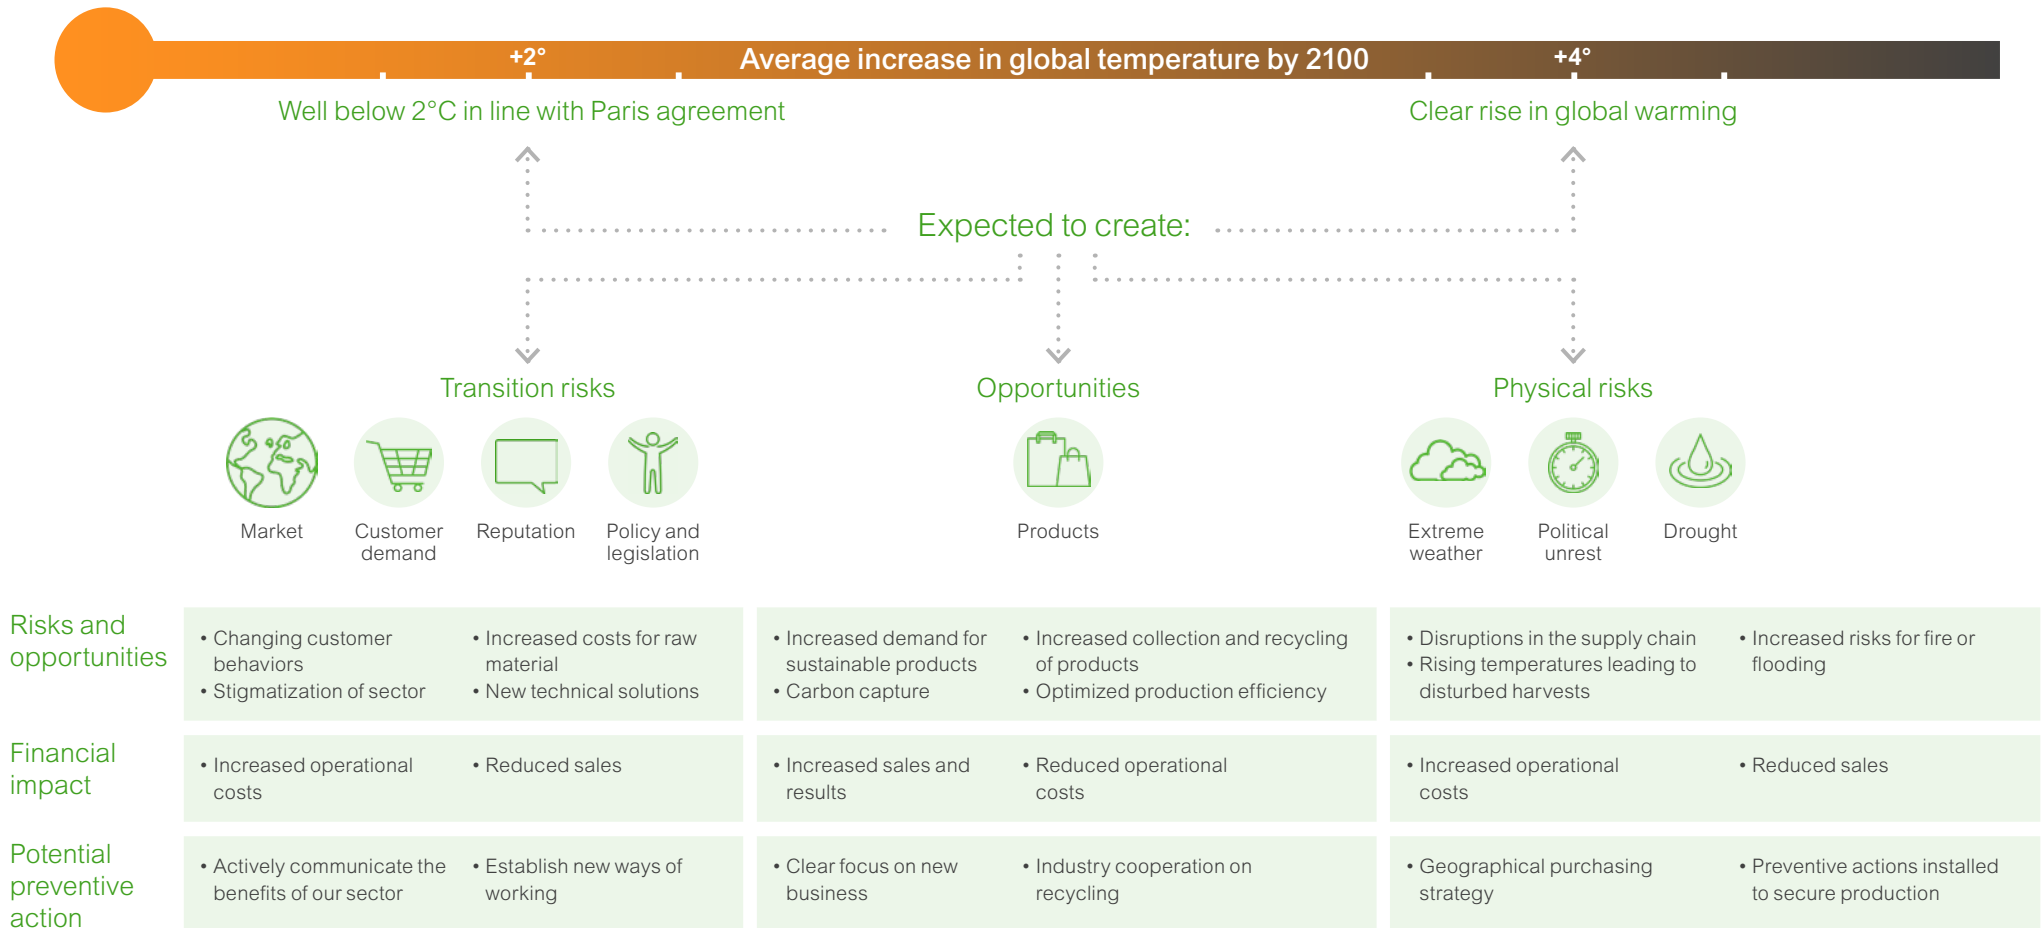 +2°
Average increase in global temperature by 2100
+4°
Well below 2°C in line with Paris agreement
Clear rise in global warming
Expected to create:
Transition risks
Opportunities
Physical risks
Market
Customer
demand
Reputation
Policy and
legislation
Products
Extreme
weather
Political
unrest
Drought
Risks and
opportunities
• Changing customer
behaviors
• Stigmatization of sector
• Increased costs for raw
material
• New technical solutions
• Increased demand for
sustainable products
• Carbon capture
• Increased collection and recycling
of products
• Optimized production efficiency
• Disruptions in the supply chain
• Rising temperatures leading to
disturbed harvests
• Increased risks for fire or
flooding
Financial
impact
• Increased operational
costs
• Reduced sales
• Increased sales and
results
• Reduced operational
costs
• Increased operational
costs
• Reduced sales
Potential
preventive
action
• Actively communicate the
benefits of our sector
• Establish new ways of
working
• Clear focus on new
business
• Industry cooperation on
recycling
• Geographical purchasing
strategy
• Preventive actions installed
to secure production